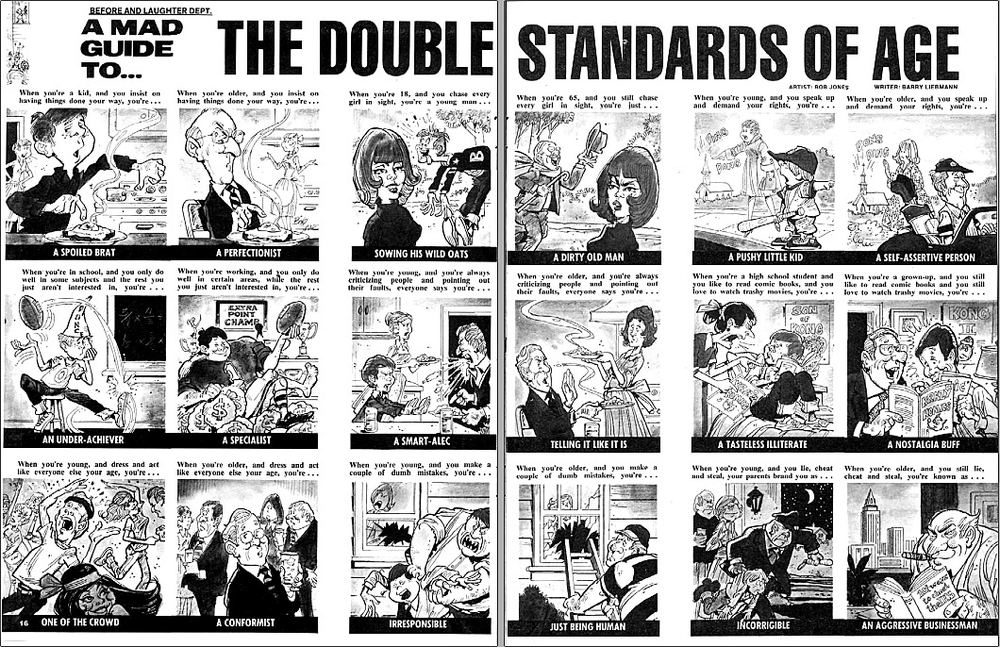 BEFORE AND LAUGHTER DEPT.
A MAD
GUIDE
TO...
THE DOUBLE
STANDARDS OF AGE
ARTIST: BOB JONES WRITER: BARRY LIEBMANN
When you're a kid, and you insist on
having things done your way, you're...
A SPOILED BRAT
When you're older, and you insist on
having things done your way, you're...
A PERFECTIONIST
When you're 18, and you chase every
girl in sight, you're a young man...
B
SOWING HIS WILD OATS
When you're 65, and you still chase
every girl in sight, you're just...
A DIRTY OLD MAN
When you're young, and you speak up
and demand your rights, you're...
A PUSHY LITTLE KID
When you're older, and you speak up
and demand your rights, you're...
A SELF-ASSERTIVE PERSON
When you're in school, and you only do
well in some subjects and the rest you
just aren't interested in, you're...
AN UNDER-ACHIEVER
When you're working, and you only do
well in certain areas, while the rest
you just aren't interested in, you're...
EXTRA
POINT
CHAMP
$
A SPECIALIST
When you're young, and you're always
criticizing people and pointing out
their faults, everyone says you're...
A SMART-ALEC
When you're older, and you're always
criticizing people and pointing out
their faults, everyone says you're...
TELLING IT LIKE IT IS
When you're a high school student and
you like to read comic books, and you
love to watch trashy movies, you're...
SON
OF
KONG
A TASTELESS ILLITERATE
When you're a grown-up, and you still
like to read comic books, and you still
love to watch trashy movies, you're...
KONG
II
A NOSTALGIA BUFF
When you're young, and dress and act
like everyone else your age, you're...
16 ONE OF THE CROWD
When you're older, and dress and act
like everyone else your age, you're...
A CONFORMIST
When you're young, and you make a
couple of dumb mistakes, you're...
IRRESPONSIBLE
When you're older, and you make a
couple of dumb mistakes, you're...
JUST BEING HUMAN
When you're young, and you lie, cheat
and steal, your parents brand you as...
INCORRIGIBLE
When you're older, and you still lie,
cheat and steal, you're known as...
AN AGGRESSIVE BUSINESSMAN